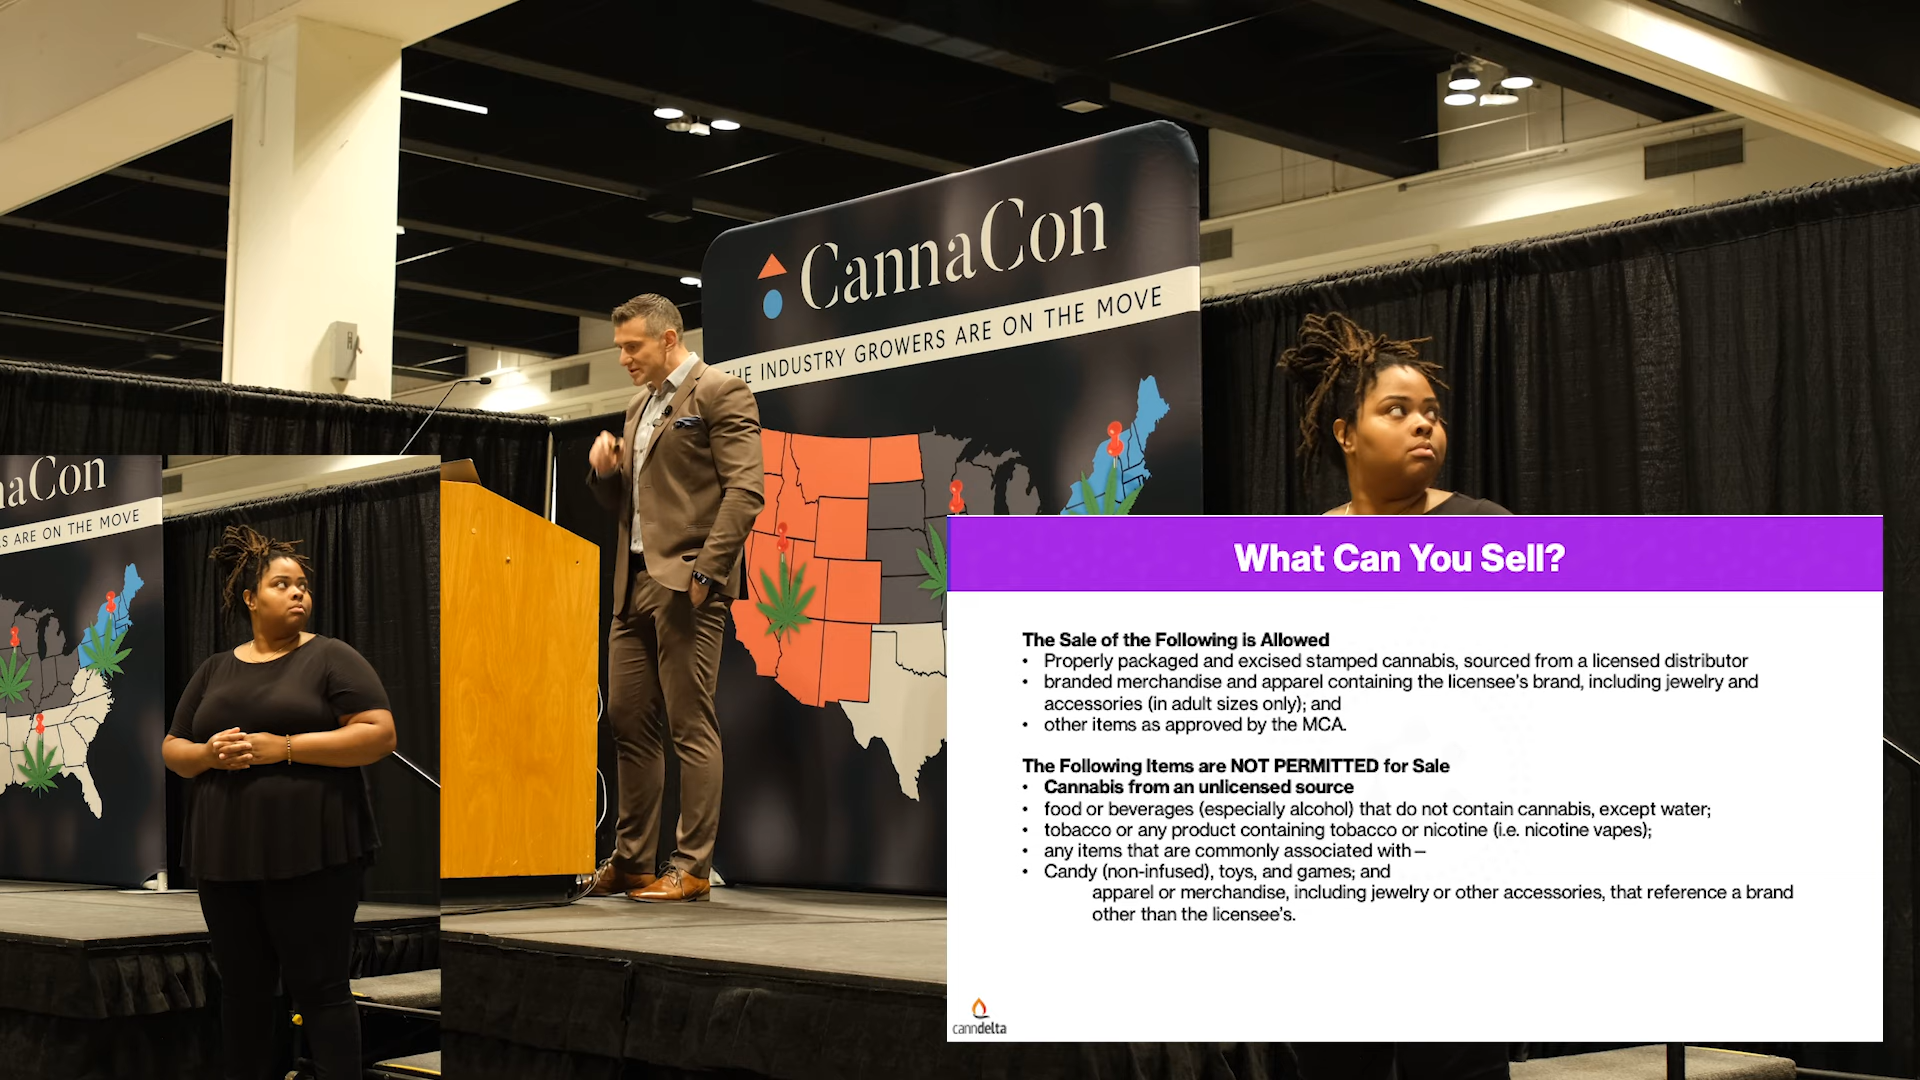 CannaCon
THE INDUSTRY GROWERS ARE ON THE MOVE
aCon
S ARE ON THE MOVE
What Can You Sell?
The Sale of the Following is Allowed
• Properly packaged and excised stamped cannabis, sourced from a licensed distributor
• branded merchandise and apparel containing the licensee's brand, including jewelry and
accessories (in adult sizes only); and
• other items as approved by the MCA.
The Following Items are NOT PERMITTED for Sale
• Cannabis from an unlicensed source
• food or beverages (especially alcohol) that do not contain cannabis, except water;
• tobacco or any product containing tobacco or nicotine (i.e. nicotine vapes);
• any items that are commonly associated with –
• Candy (non-infused), toys, and games; and
apparel or merchandise, including jewelry or other accessories, that reference a brand
other than the licensee's.
canndelta